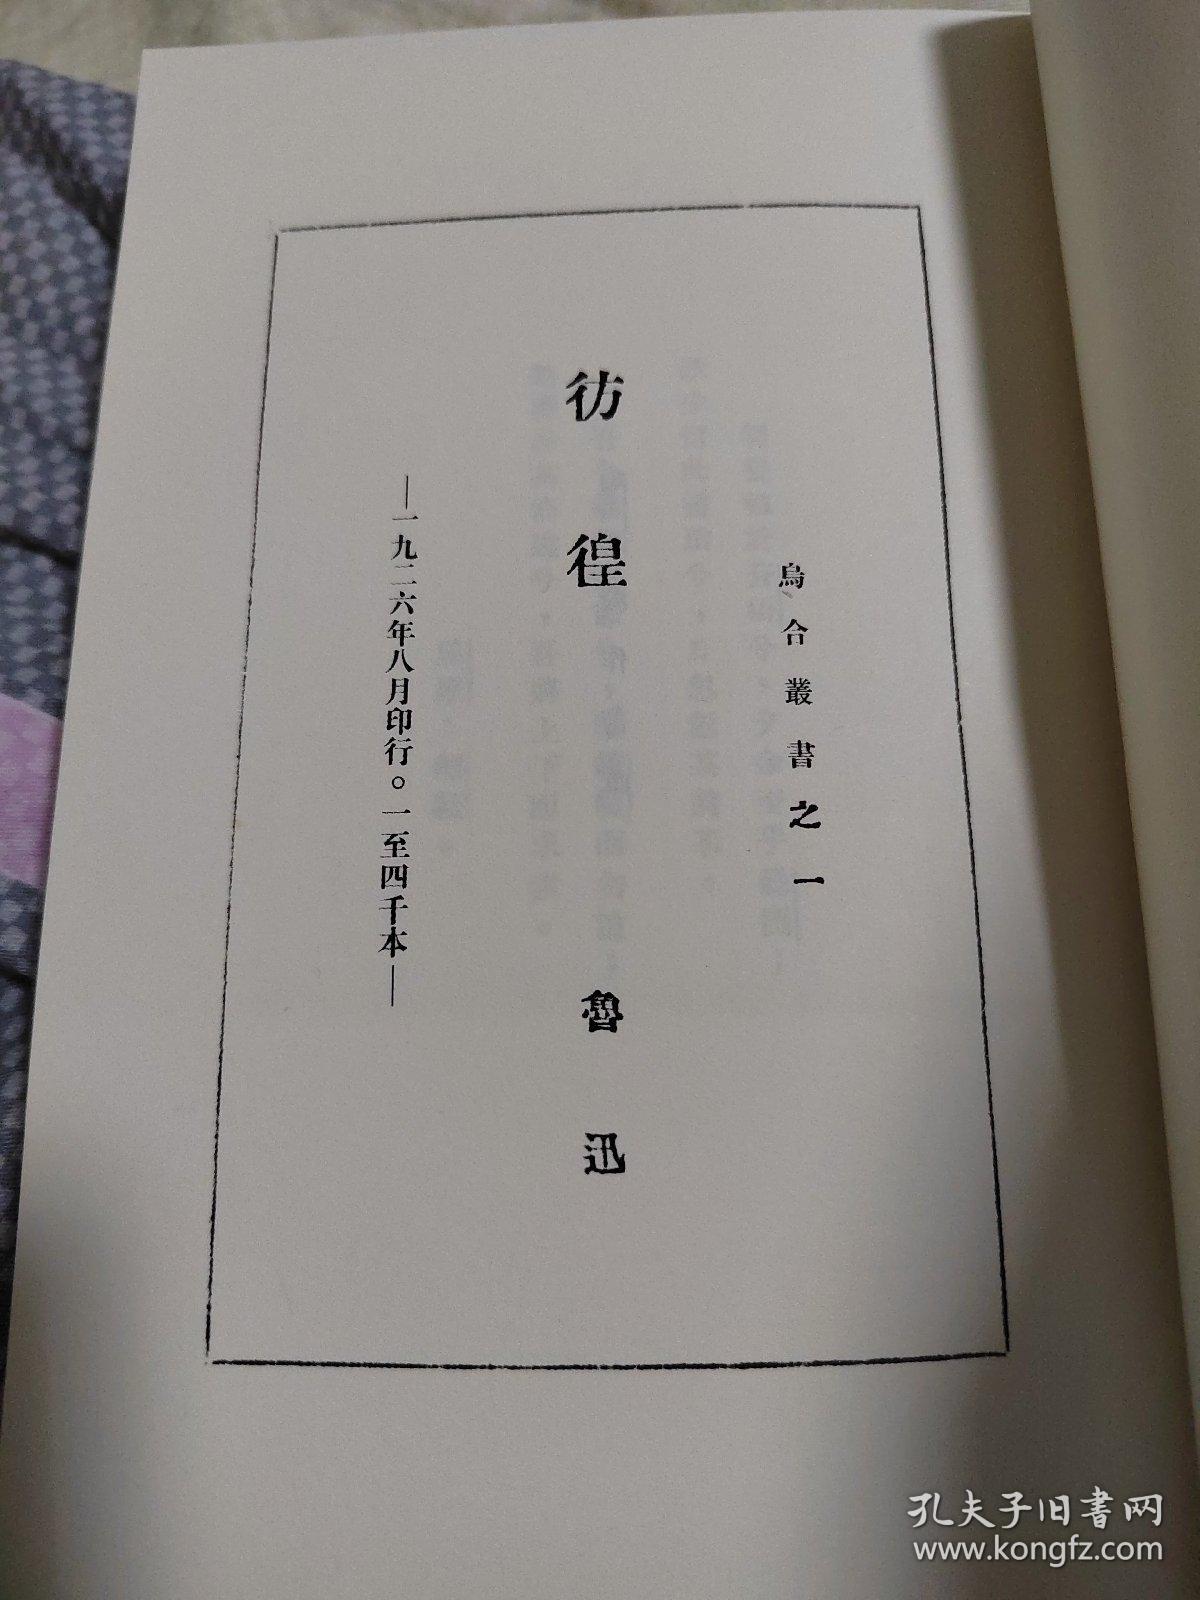 烏合叢書之一
彷徨
魯迅
—一九二六年八月印行。一至四千本—
孔夫子旧书网
www.kongfz.com